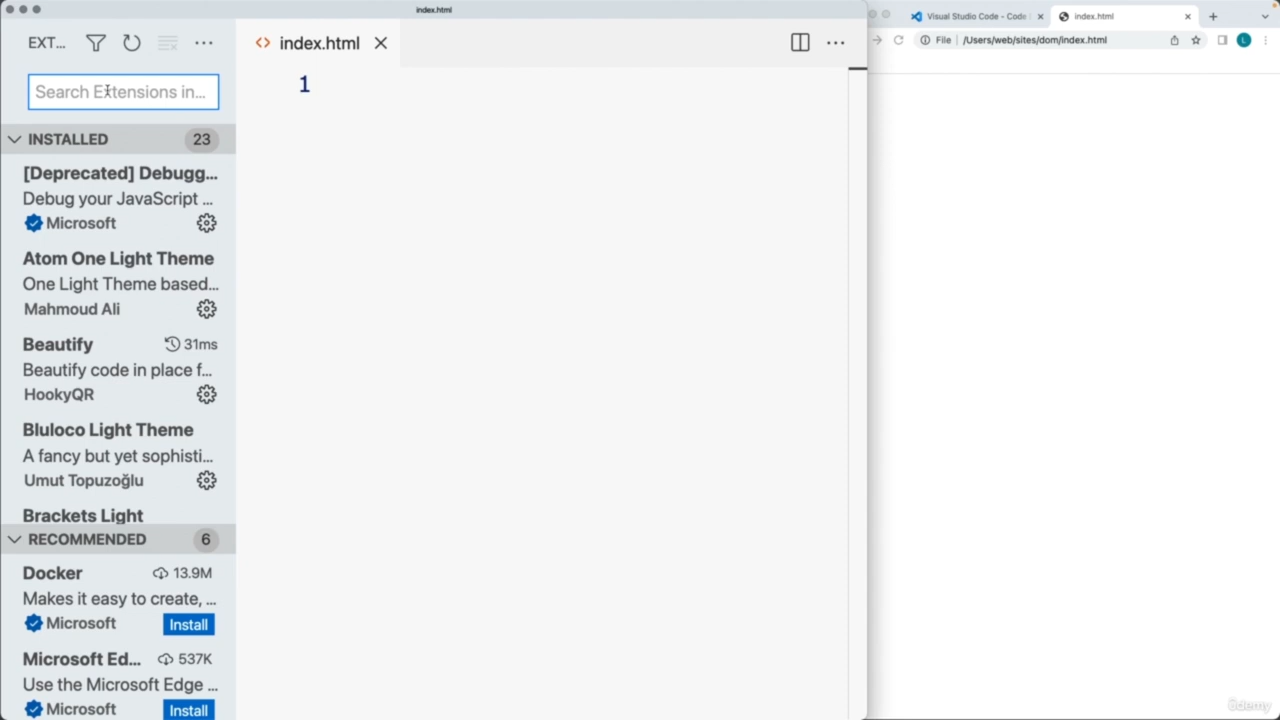 index.html
EXT...
Search Extensions in...
INSTALLED 23
[Deprecated] Debugg...
Debug your JavaScript ...
Microsoft
Atom One Light Theme
One Light Theme based...
Mahmoud Ali
Beautify 31ms
Beautify code in place f...
HookyQR
Bluloco Light Theme
A fancy but yet sophisti...
Umut Topuzoğlu
Brackets Light
RECOMMENDED 6
Docker 13.9M
Makes it easy to create, ...
Microsoft Install
Microsoft Ed... 537K
Use the Microsoft Edge ...
Microsoft Install
index.html
1
Visual Studio Code - Code
index.html
File /Users/web/sites/dom/index.html
L
ûdemy